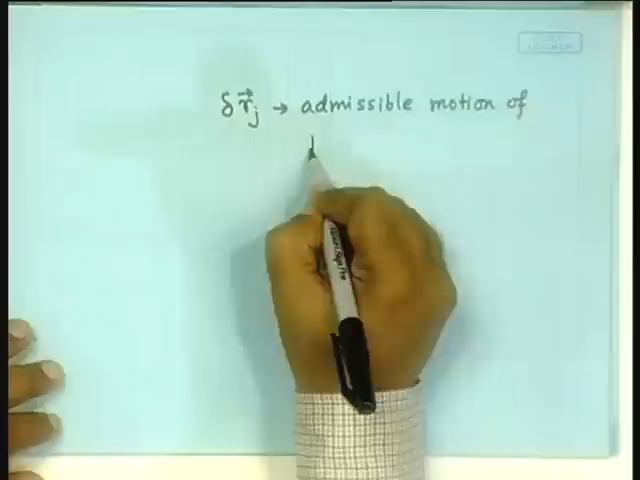 δr⃗ⱼ → admissible motion of